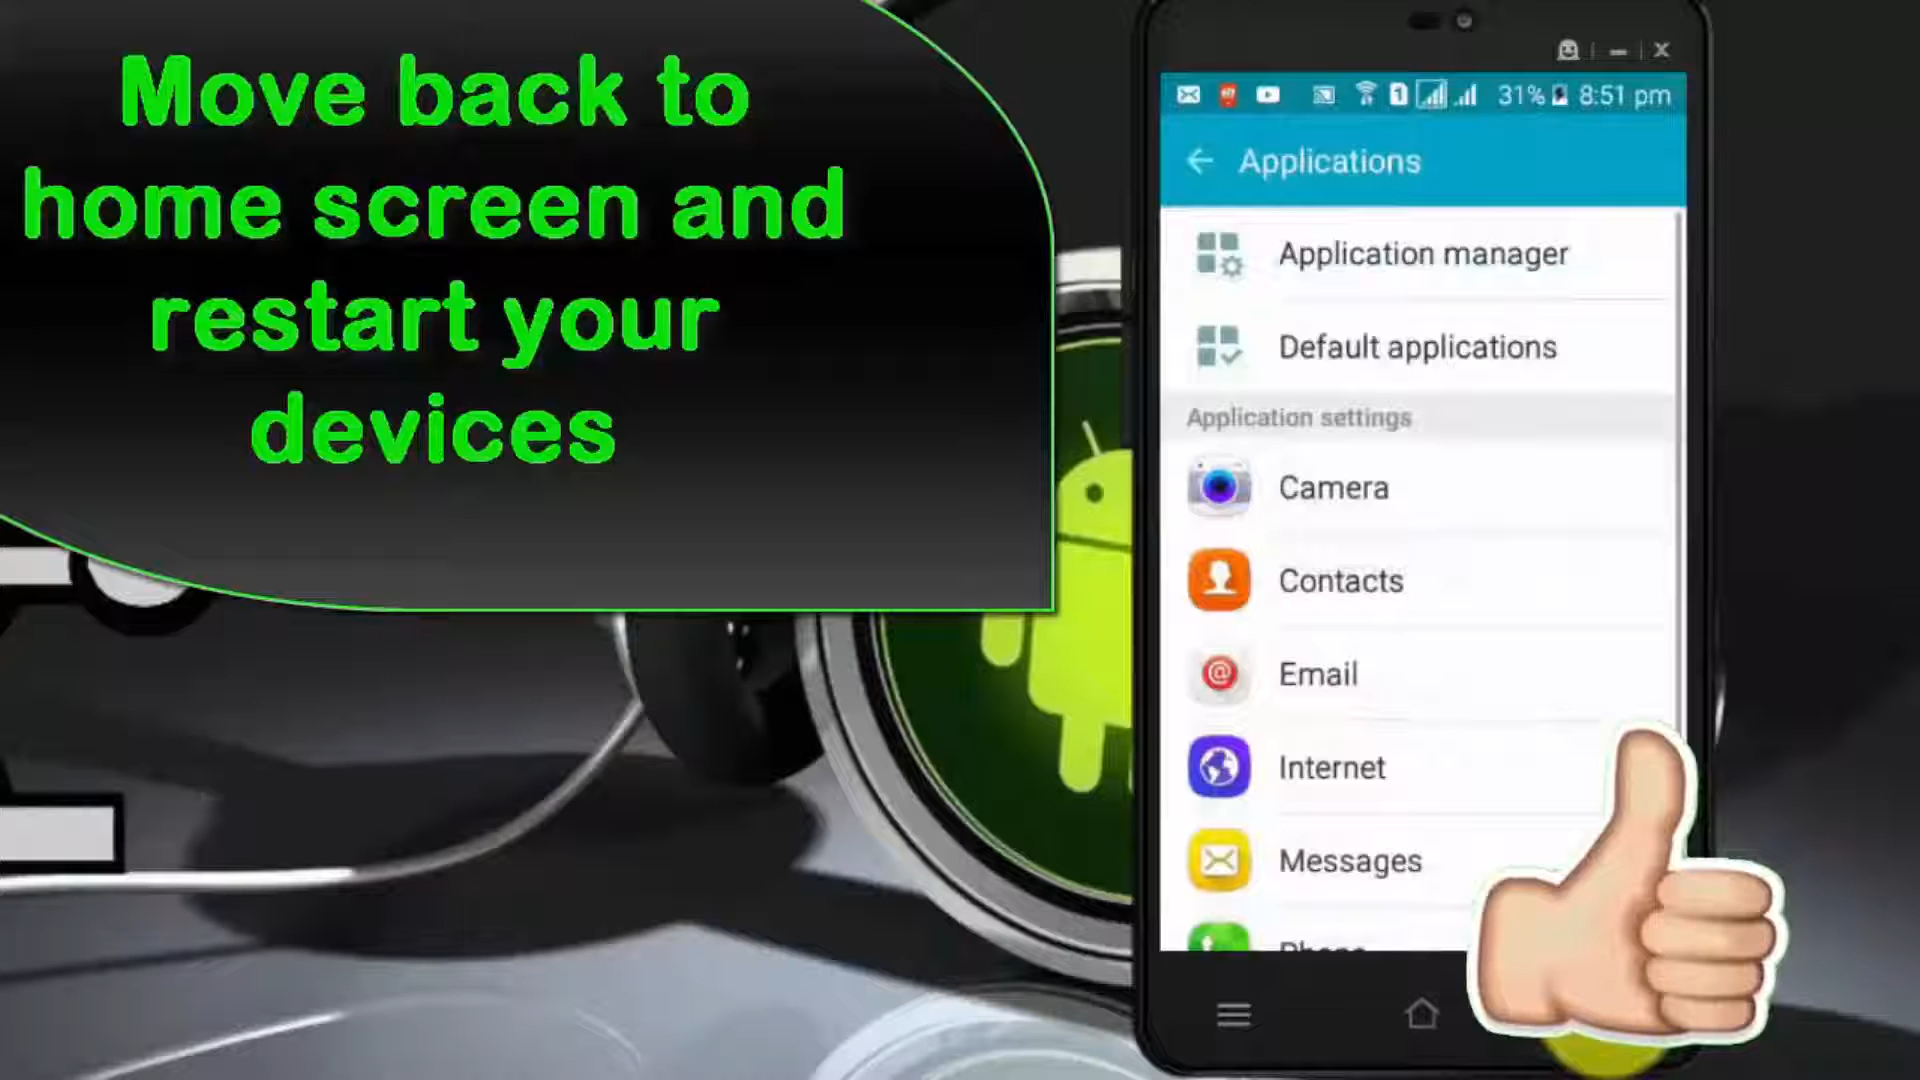 Move back to
home screen and
restart your
devices
31% 8:51 pm
Applications
Application manager
Default applications
Application settings
Camera
Contacts
Email
Internet
Messages
Phone